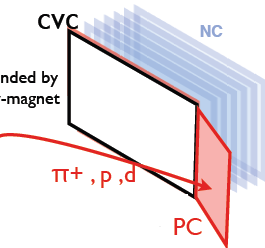 CVC
NC
nded by
-magnet
π+ , p ,d
PC